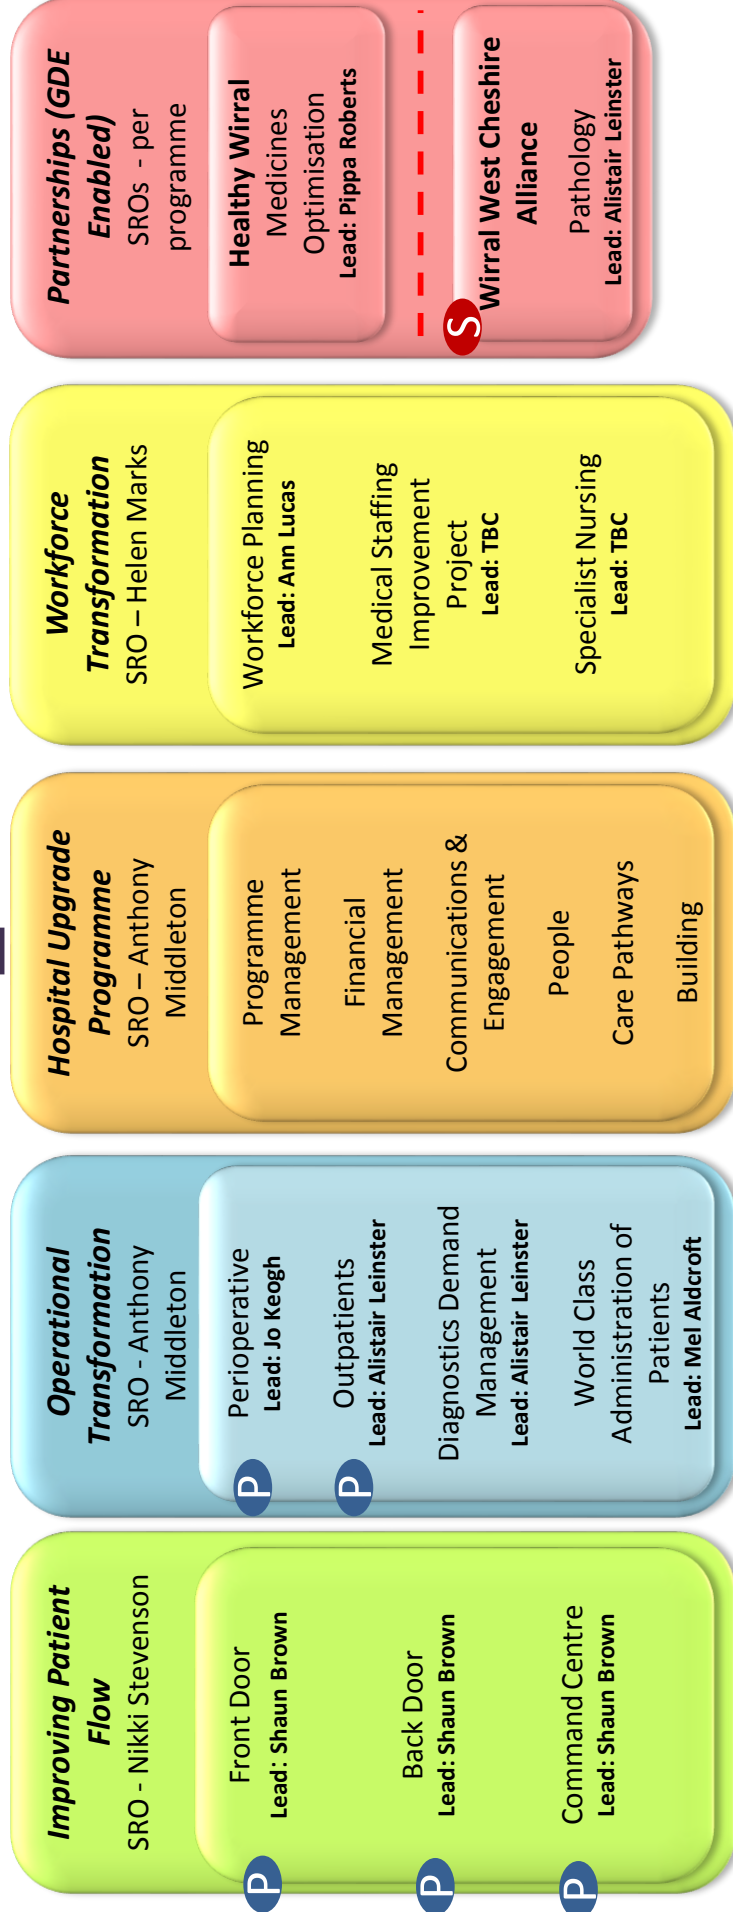 Improving Patient
Flow
SRO - Nikki Stevenson
P
Front Door
Lead: Shaun Brown
P
Back Door
Lead: Shaun Brown
P
Command Centre
Lead: Shaun Brown
Operational
Transformation
SRO - Anthony
Middleton
P
Perioperative
Lead: Jo Keogh
P
Outpatients
Lead: Alistair Leinster
Diagnostics Demand
Management
Lead: Alistair Leinster
World Class
Administration of
Patients
Lead: Mel Aldcroft
Hospital Upgrade
Programme
SRO – Anthony
Middleton
Programme
Management
Financial
Management
Communications &
Engagement
People
Care Pathways
Building
Workforce
Transformation
SRO – Helen Marks
Workforce Planning
Lead: Ann Lucas
Medical Staffing
Improvement
Project
Lead: TBC
Specialist Nursing
Lead: TBC
Partnerships (GDE
Enabled)
SROs - per
programme
Healthy Wirral
Medicines
Optimisation
Lead: Pippa Roberts
S
Wirral West Cheshire
Alliance
Pathology
Lead: Alistair Leinster